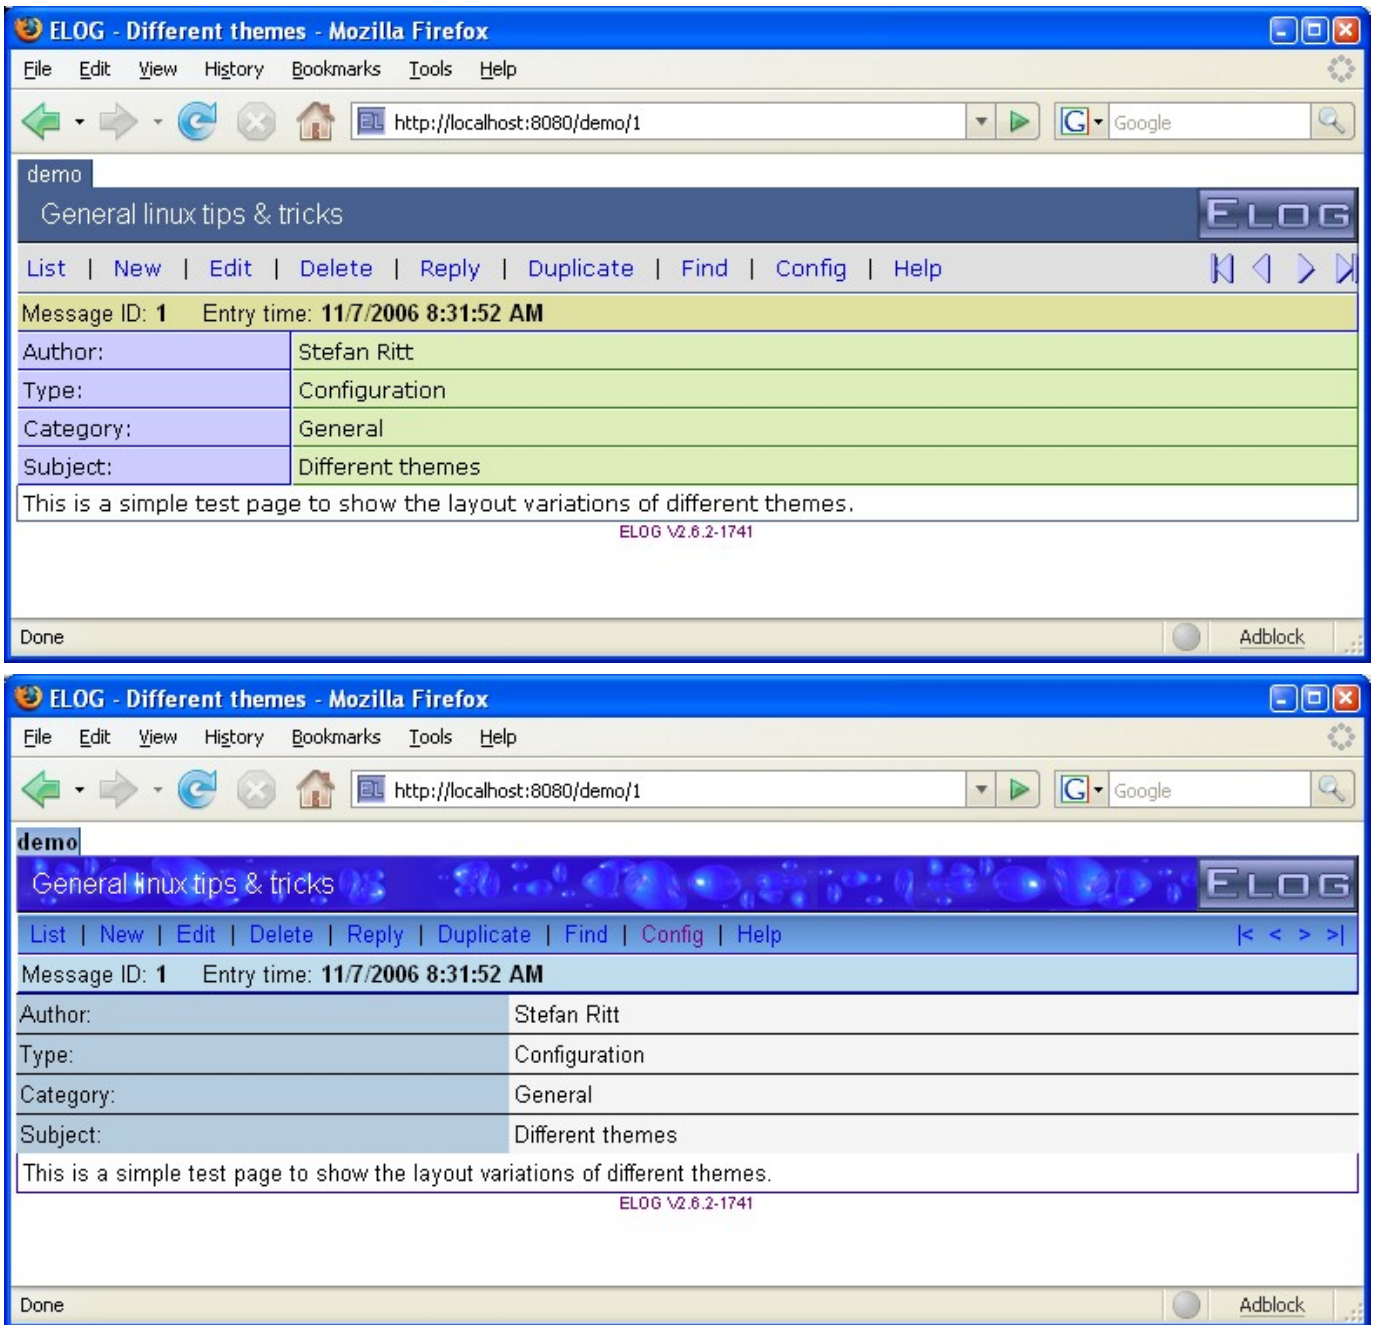 ELOG - Different themes - Mozilla Firefox
File Edit View History Bookmarks Tools Help
EL http://localhost:8080/demo/1 G Google
demo
General linux tips & tricks ELOG
List | New | Edit | Delete | Reply | Duplicate | Find | Config | Help
Message ID: 1 Entry time: 11/7/2006 8:31:52 AM
Author: Stefan Ritt
Type: Configuration
Category: General
Subject: Different themes
This is a simple test page to show the layout variations of different themes.
ELOG V2.6.2-1741
Done Adblock
ELOG - Different themes - Mozilla Firefox
File Edit View History Bookmarks Tools Help
EL http://localhost:8080/demo/1 G Google
demo
General linux tips & tricks ELOG
List | New | Edit | Delete | Reply | Duplicate | Find | Config | Help |< < > >|
Message ID: 1 Entry time: 11/7/2006 8:31:52 AM
Author: Stefan Ritt
Type: Configuration
Category: General
Subject: Different themes
This is a simple test page to show the layout variations of different themes.
ELOG V2.6.2-1741
Done Adblock